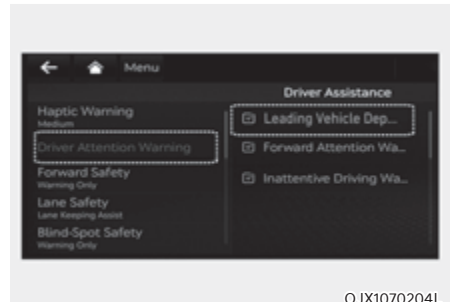 Menu
Driver Assistance
Haptic Warning
Medium
Driver Attention Warning
Forward Safety
Warning Only
Lane Safety
Lane Keeping Assist
Blind-Spot Safety
Warning Only
Leading Vehicle Dep...
Forward Attention Wa...
Inattentive Driving Wa...
OJX1070204L